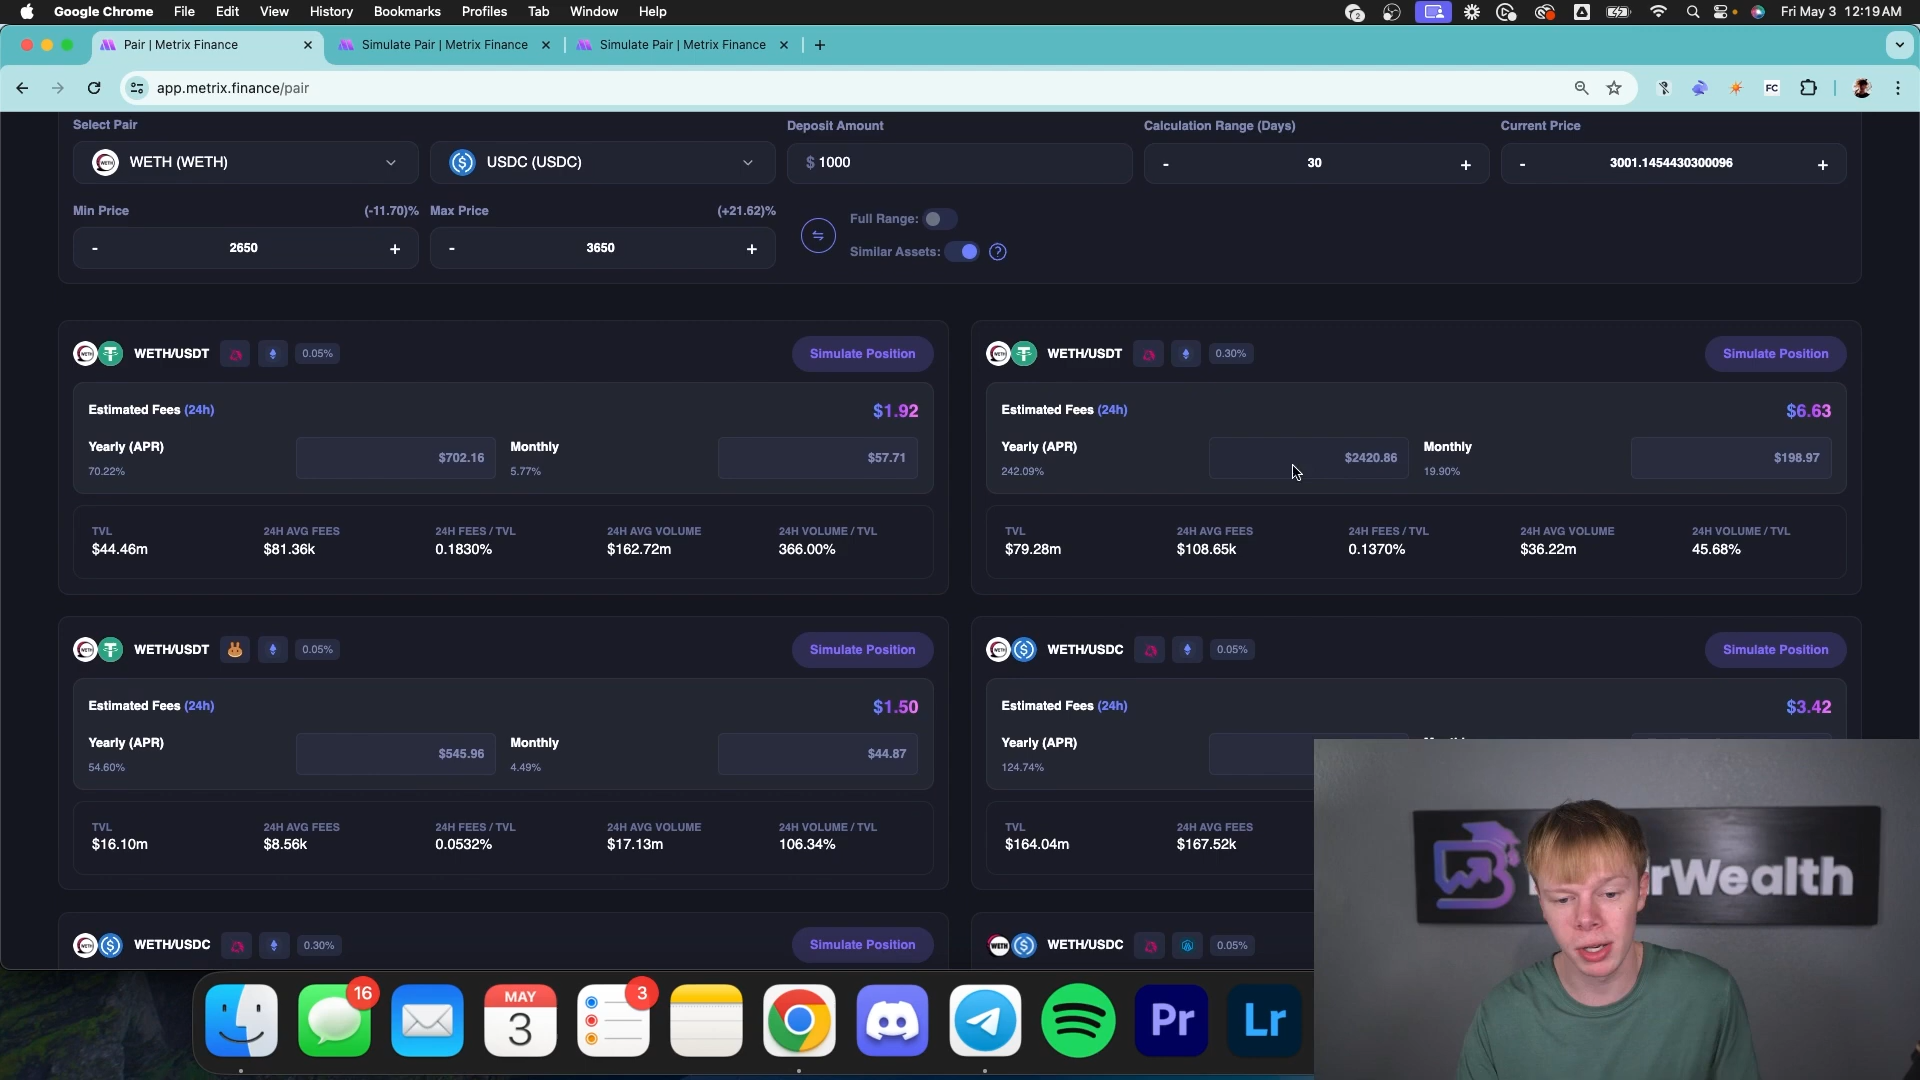 Google Chrome File Edit View History Bookmarks Profiles Tab Window Help
2
Fri May 3 12:19 AM
Pair | Metrix Finance
Simulate Pair | Metrix Finance
Simulate Pair | Metrix Finance
app.metrix.finance/pair
FC
Select Pair
Deposit Amount
Calculation Range (Days)
Current Price
WETH (WETH)
USDC (USDC)
$ 1000
- 30 +
- 3001.1454430300096 +
Min Price (-11.70)%
Max Price (+21.62)%
- 2650 +
- 3650 +
Full Range:
Similar Assets: ?
WETH/USDT 0.05% Simulate Position
Estimated Fees (24h) $1.92
Yearly (APR) $702.16 Monthly $57.71
70.22% 5.77%
TVL 24H AVG FEES 24H FEES / TVL 24H AVG VOLUME 24H VOLUME / TVL
$44.46m $81.36k 0.1830% $162.72m 366.00%
WETH/USDT 0.30% Simulate Position
Estimated Fees (24h) $6.63
Yearly (APR) $2420.86 Monthly $198.97
242.09% 19.90%
TVL 24H AVG FEES 24H FEES / TVL 24H AVG VOLUME 24H VOLUME / TVL
$79.28m $108.65k 0.1370% $36.22m 45.68%
WETH/USDT 0.05% Simulate Position
Estimated Fees (24h) $1.50
Yearly (APR) $545.96 Monthly $44.87
54.60% 4.49%
TVL 24H AVG FEES 24H FEES / TVL 24H AVG VOLUME 24H VOLUME / TVL
$16.10m $8.56k 0.0532% $17.13m 106.34%
WETH/USDC 0.05% Simulate Position
Estimated Fees (24h) $3.42
Yearly (APR)
124.74%
TVL 24H AVG FEES
$164.04m $167.52k
WETH/USDC 0.30% Simulate Position
WETH/USDC 0.05%
rWealth
16
MAY
3
3
Pr
Lr